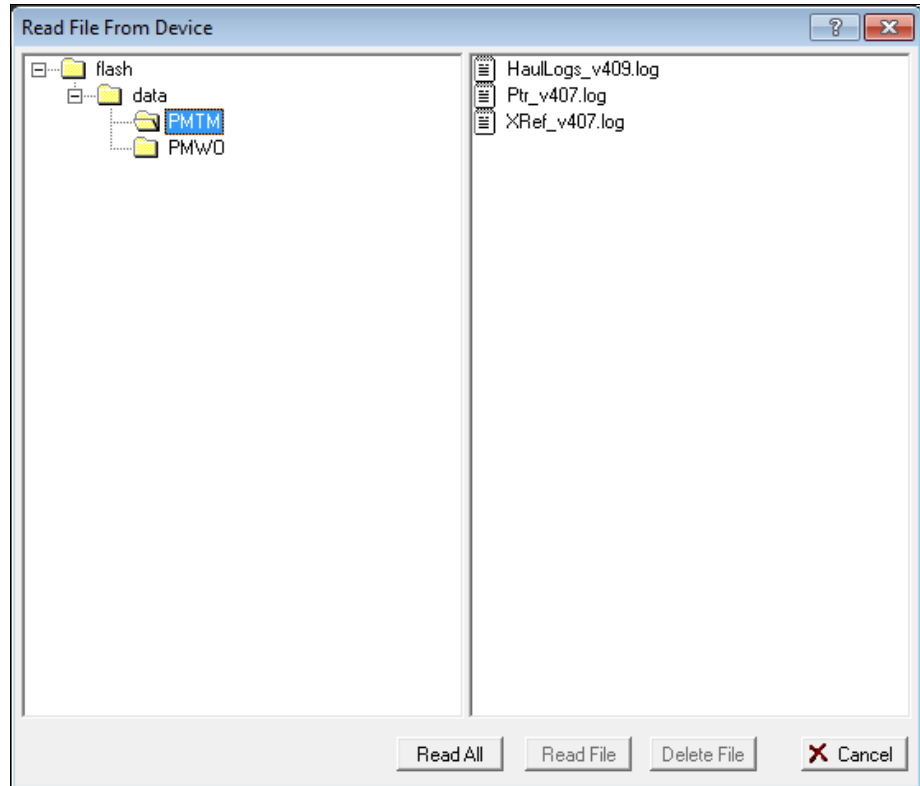 Read File From Device
flash
data
PMTM
PMWO
HaulLogs_v409.log
Ptr_v407.log
XRef_v407.log
Read All
Read File
Delete File
Cancel